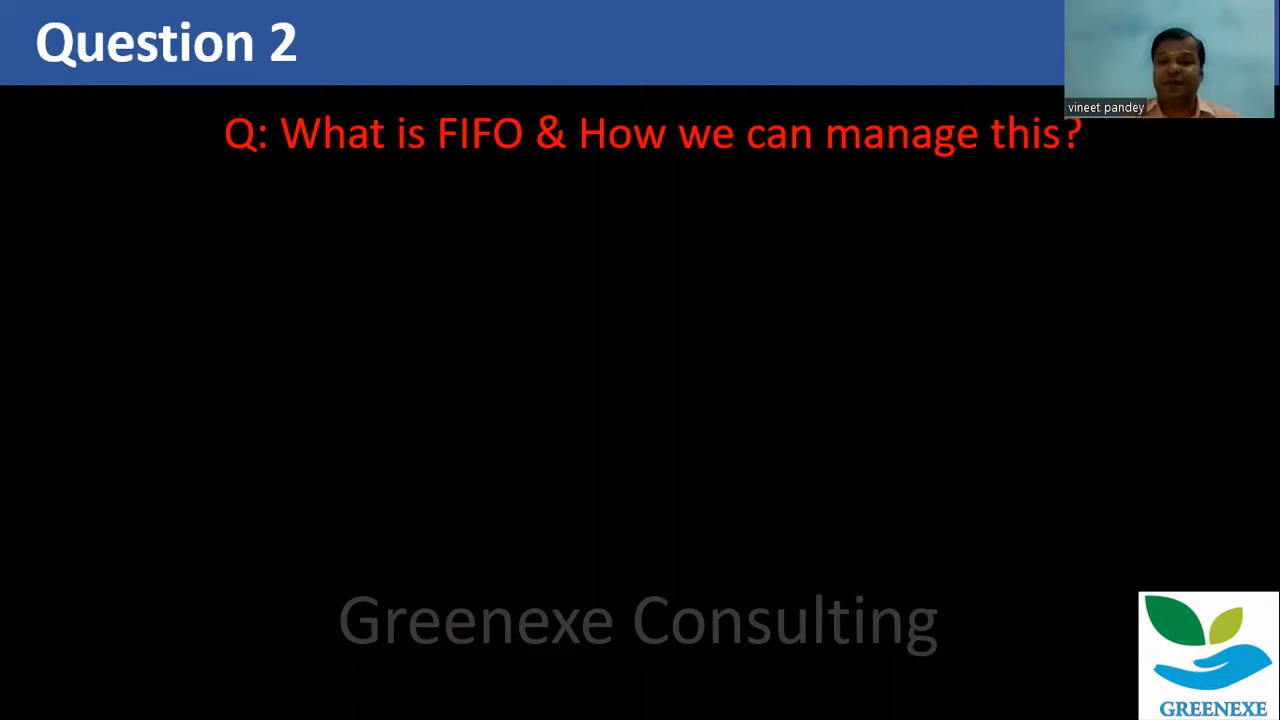 Question 2
vineet pandey
Q: What is FIFO & How we can manage this?
Greenexe Consulting
GREENEXE